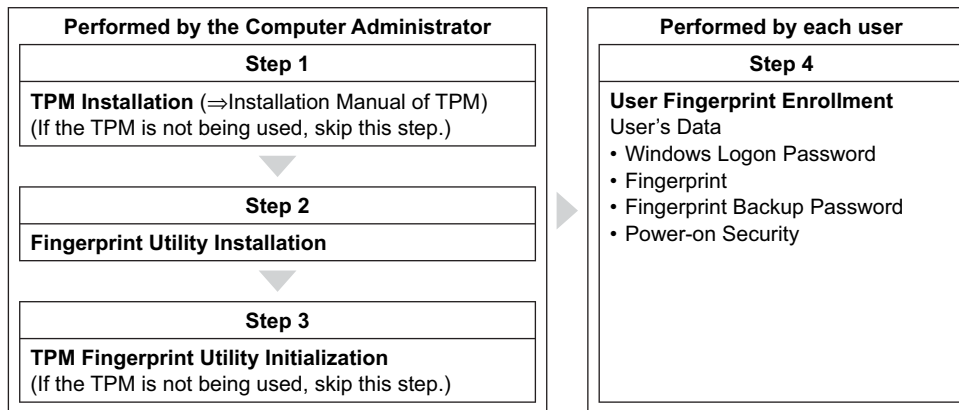 Performed by the Computer Administrator
Step 1
TPM Installation (⇒Installation Manual of TPM)
(If the TPM is not being used, skip this step.)
Step 2
Fingerprint Utility Installation
Step 3
TPM Fingerprint Utility Initialization
(If the TPM is not being used, skip this step.)
Performed by each user
Step 4
User Fingerprint Enrollment
User’s Data
• Windows Logon Password
• Fingerprint
• Fingerprint Backup Password
• Power-on Security